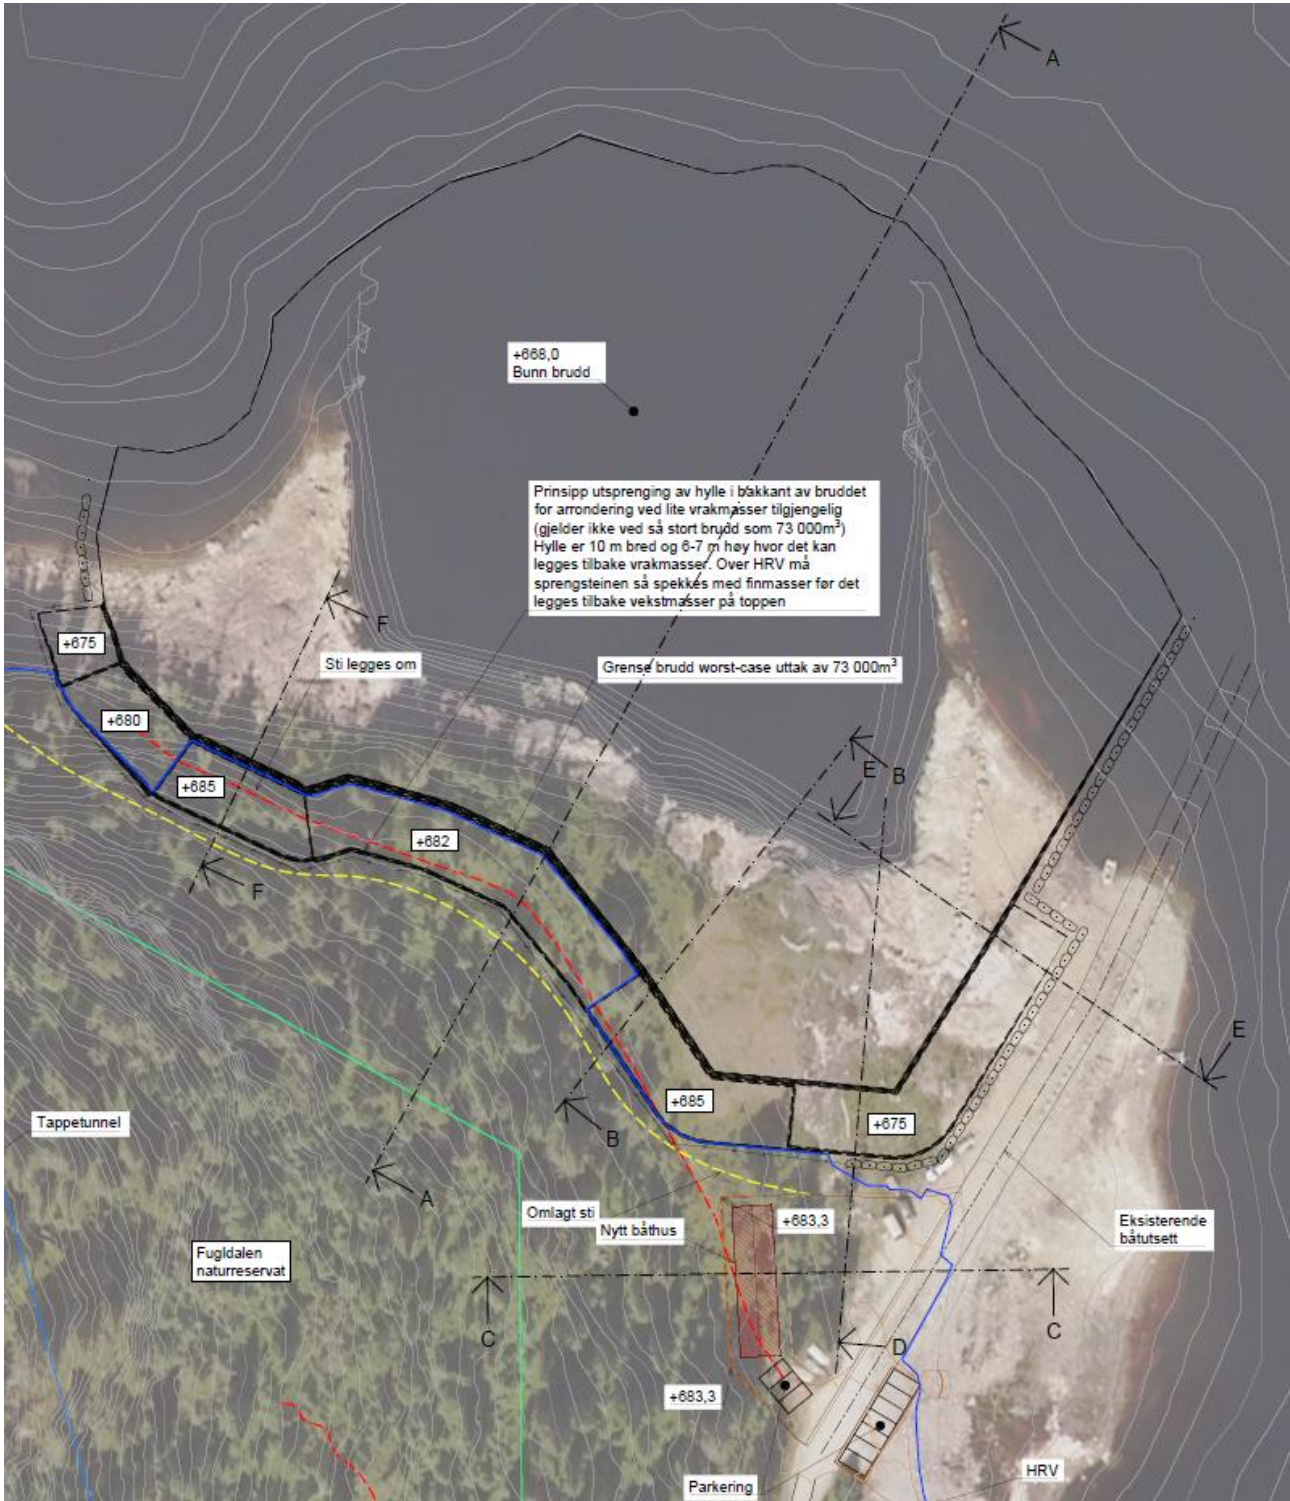 A
+668,0
Bunn brudd
Prinsipp utsprenging av hylle i bakkant av bruddet
for arrondering ved lite vrakmasser tilgjengelig
(gjelder ikke ved så stort brudd som 73 000m³)
Hylle er 10 m bred og 6-7 m høy hvor det kan
legges tilbake vrakmasser. Over HRV må
sprengsteinen så spekkes med finmasser før det
legges tilbake vekstmasser på toppen
F
+675
Sti legges om
Grense brudd worst-case uttak av 73 000m³
+680
E
B
+685
+682
F
E
+685
+675
Tappetunnel
B
A
Omlagt sti
Nytt båthus
+683,3
Eksisterende
båtutsett
Fugldalen
naturreservat
C
C
D
+683,3
HRV
Parkering